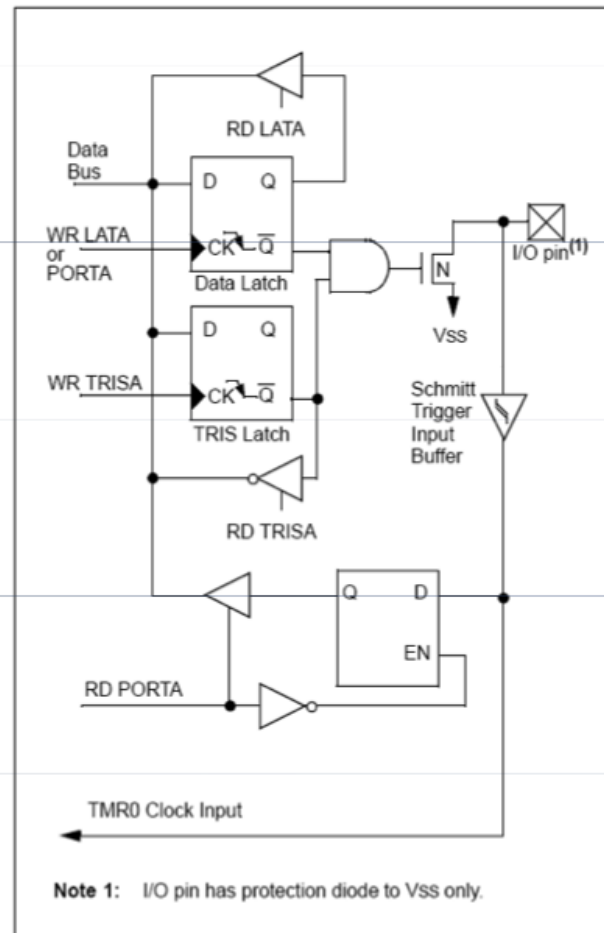 RD LATA
Data
Bus
D Q
WR LATA
or
PORTA
CK Q̅
Data Latch
I/O pin(1)
N
VSS
D Q
WR TRISA
CK Q̅
TRIS Latch
Schmitt
Trigger
Input
Buffer
RD TRISA
Q D
EN
RD PORTA
TMR0 Clock Input
Note 1: I/O pin has protection diode to VSS only.